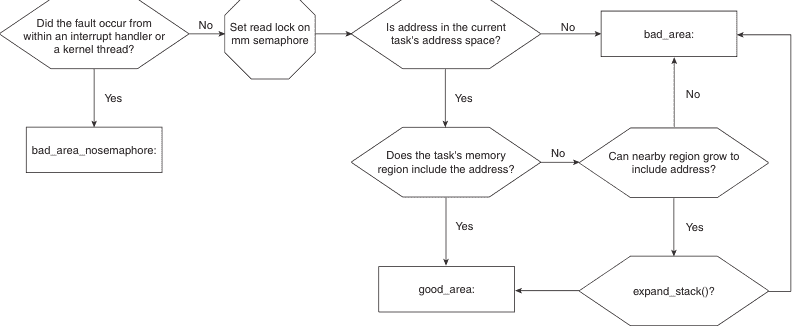 Did the fault occur from
within an interrupt handler or
a kernel thread?
No
Set read lock on
mm semaphore
Is address in the current
task's address space?
No
bad_area:
Yes
Yes
No
bad_area_nosemaphore:
Does the task's memory
region include the address?
No
Can nearby region grow to
include address?
Yes
Yes
good_area:
expand_stack()?